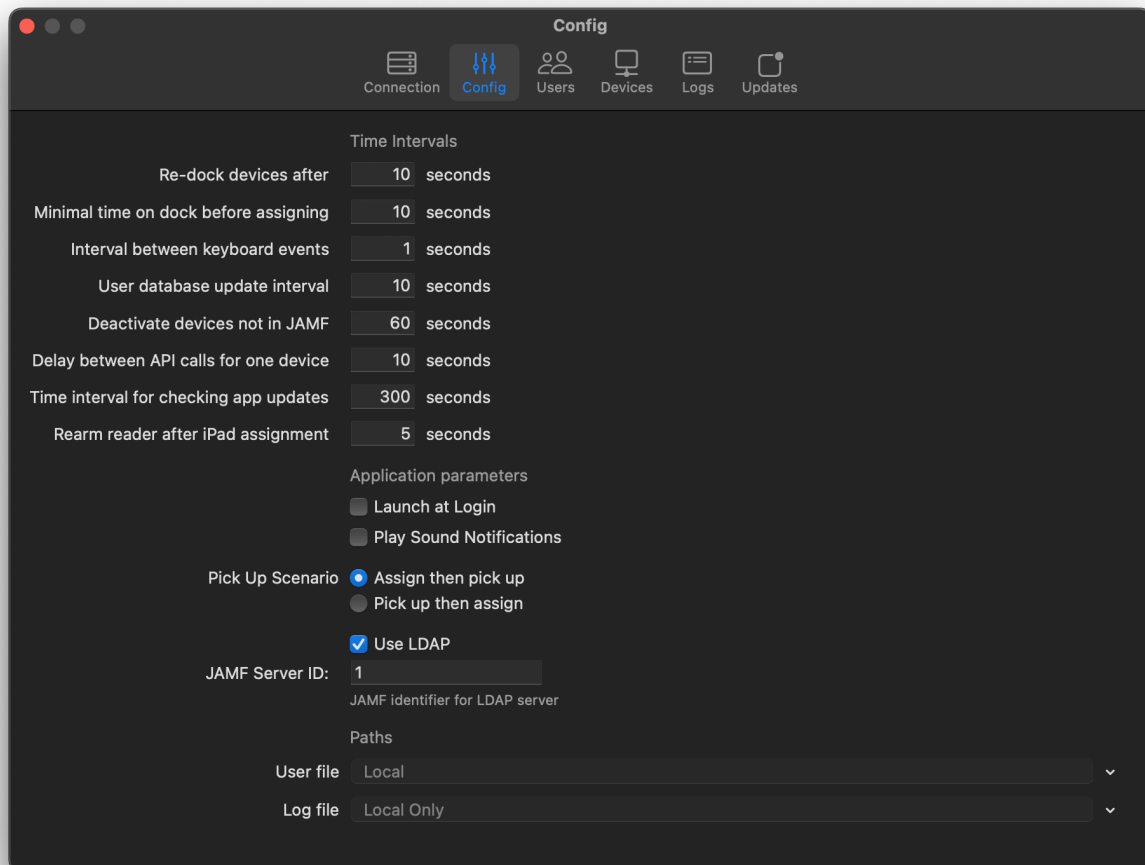 Config
Connection Config Users Devices Logs Updates
Time Intervals
Re-dock devices after 10 seconds
Minimal time on dock before assigning 10 seconds
Interval between keyboard events 1 seconds
User database update interval 10 seconds
Deactivate devices not in JAMF 60 seconds
Delay between API calls for one device 10 seconds
Time interval for checking app updates 300 seconds
Rearm reader after iPad assignment 5 seconds
Application parameters
Launch at Login
Play Sound Notifications
Pick Up Scenario Assign then pick up
Pick up then assign
Use LDAP
JAMF Server ID: 1
JAMF identifier for LDAP server
Paths
User file Local
Log file Local Only